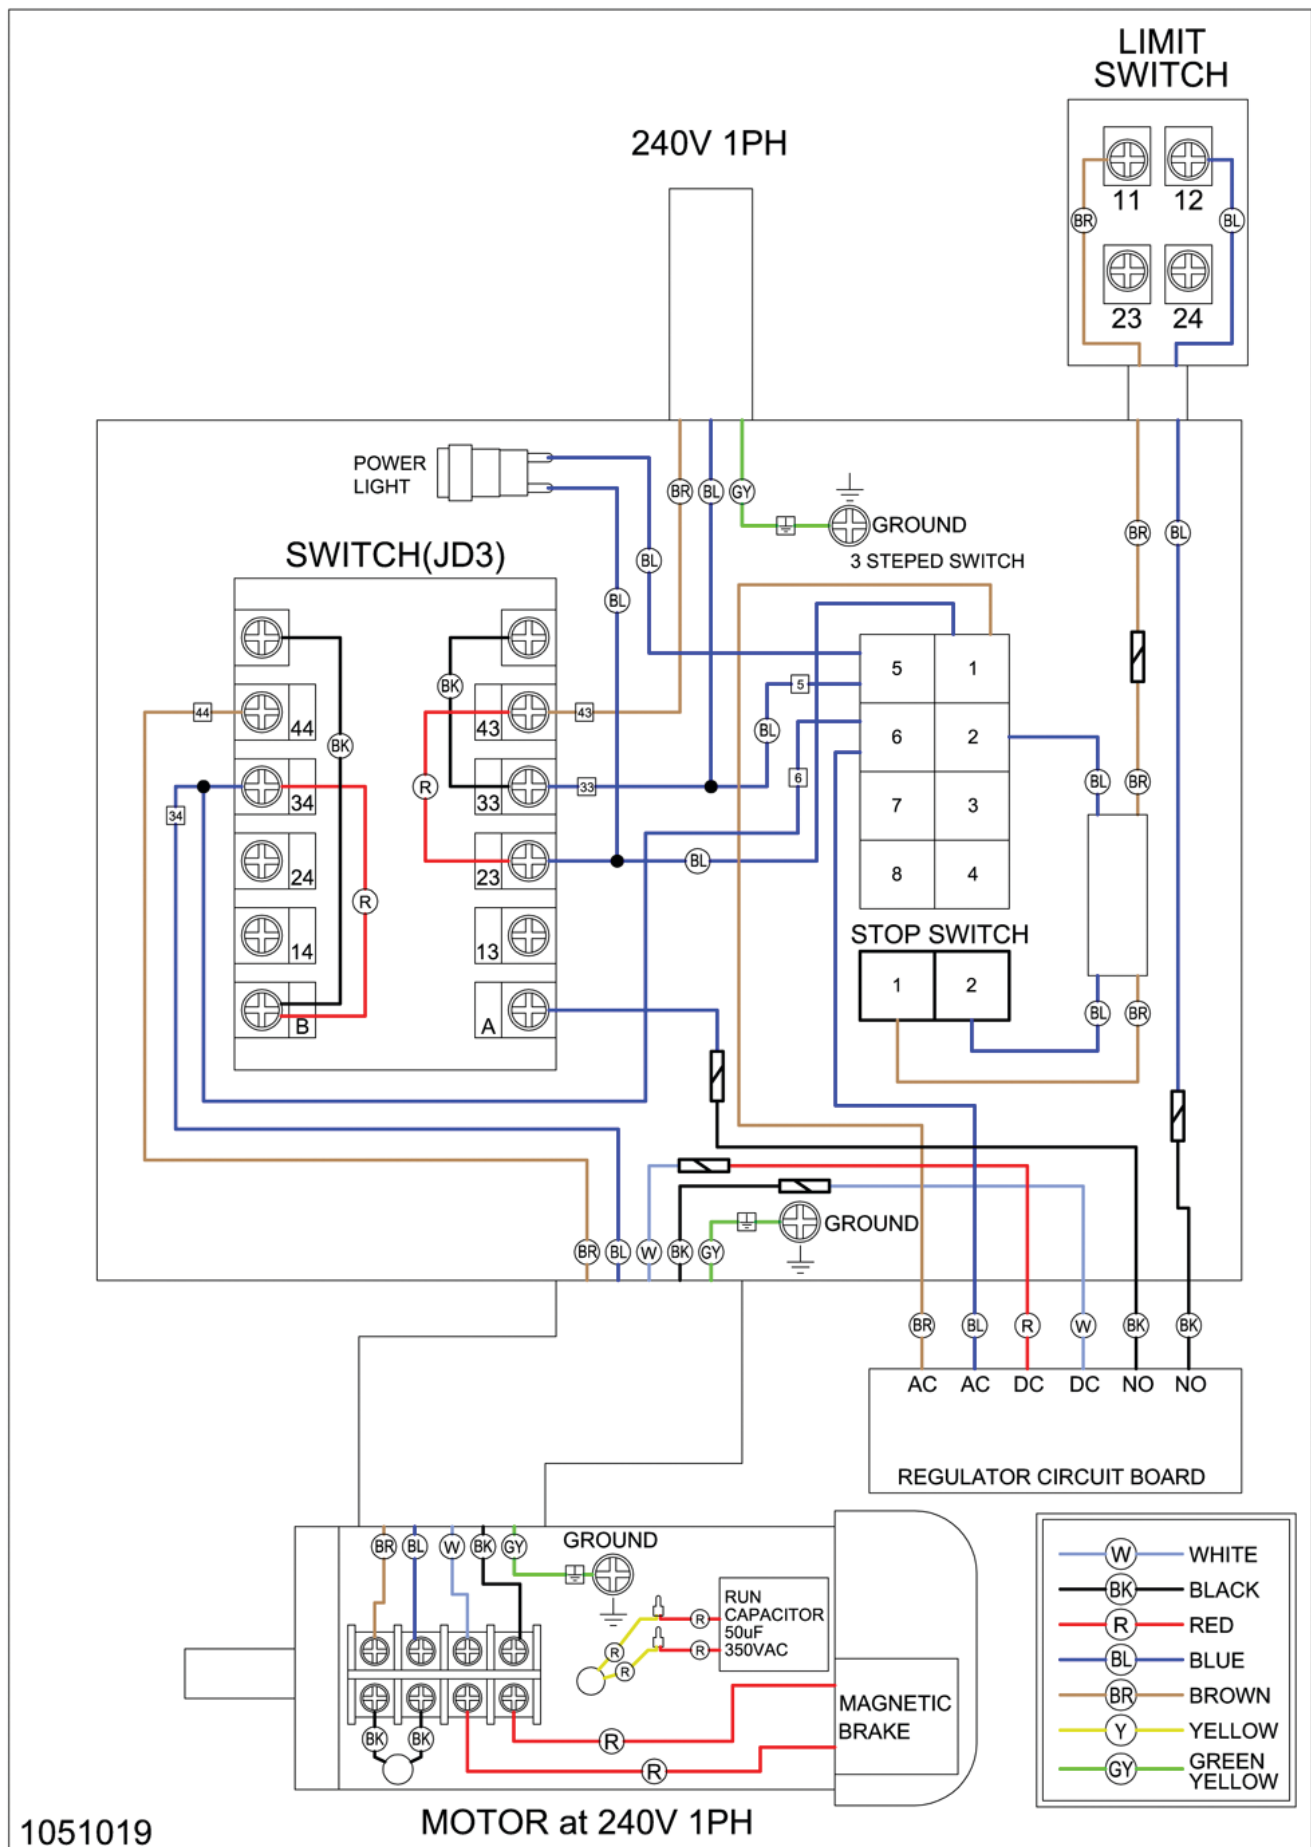 LIMIT
SWITCH
240V 1PH
11
12
BR
BL
23
24
POWER
LIGHT
BR
BL
GY
GROUND
BR
BL
SWITCH(JD3)
BL
BL
3 STEPED SWITCH
5
1
BK
5
44
44
43
43
BK
BL
6
2
R
6
BL
BR
34
34
33
33
7
3
24
23
BL
8
4
R
14
13
STOP SWITCH
1
2
B
A
BL
BR
GROUND
BR
BL
W
BK
GY
BR
BL
R
W
BK
BK
AC
AC
DC
DC
NO
NO
REGULATOR CIRCUIT BOARD
BR
BL
W
BK
GY
GROUND
RUN
CAPACITOR
50uF
350VAC
R
R
R
R
MAGNETIC
BRAKE
BK
BK
R
R
W
WHITE
BK
BLACK
R
RED
BL
BLUE
BR
BROWN
Y
YELLOW
GY
GREEN
YELLOW
MOTOR at 240V 1PH
1051019